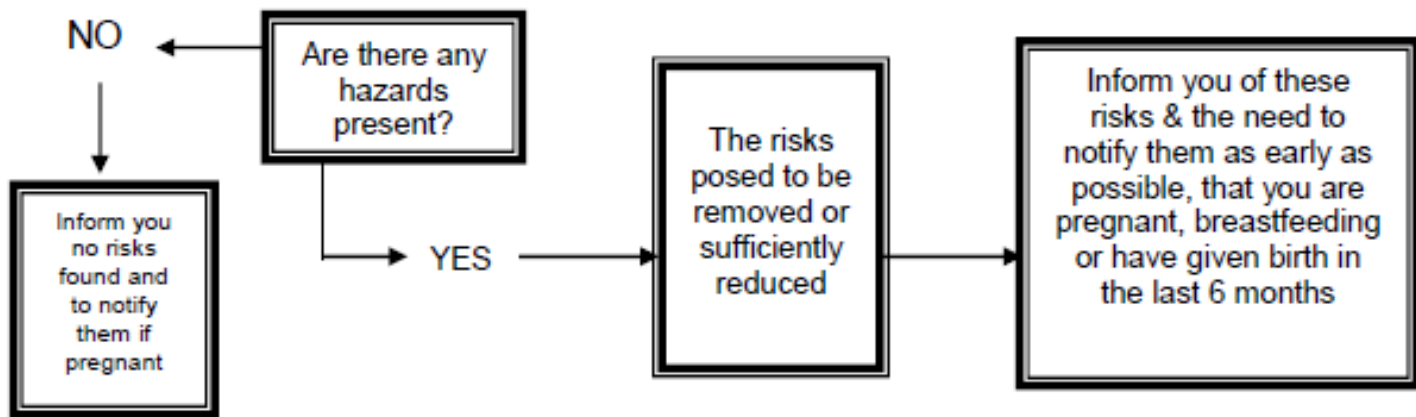 NO
Are there any
hazards
present?
Inform you
no risks
found and
to notify
them if
pregnant
YES
The risks
posed to be
removed or
sufficiently
reduced
Inform you of these
risks & the need to
notify them as early as
possible, that you are
pregnant, breastfeeding
or have given birth in
the last 6 months